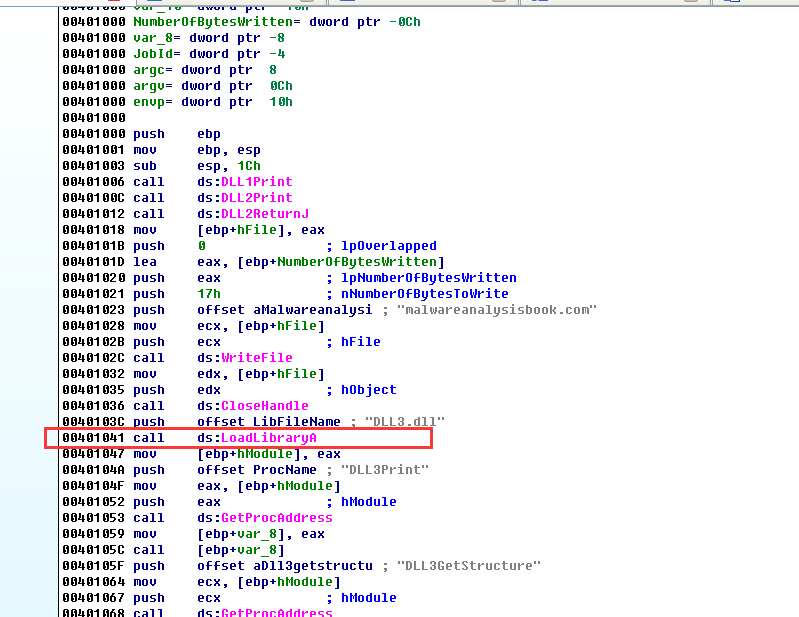 00401000 var_10= dword ptr -10h
00401000 NumberOfBytesWritten= dword ptr -0Ch
00401000 var_8= dword ptr -8
00401000 JobId= dword ptr -4
00401000 argc= dword ptr  8
00401000 argv= dword ptr  0Ch
00401000 envp= dword ptr  10h
00401000
00401000 push    ebp
00401001 mov     ebp, esp
00401003 sub     esp, 1Ch
00401006 call    ds:DLL1Print
0040100C call    ds:DLL2Print
00401012 call    ds:DLL2ReturnJ
00401018 mov     [ebp+hFile], eax
0040101B push    0               ; lpOverlapped
0040101D lea     eax, [ebp+NumberOfBytesWritten]
00401020 push    eax             ; lpNumberOfBytesWritten
00401021 push    17h             ; nNumberOfBytesToWrite
00401023 push    offset aMalwareanalysi ; "malwareanalysisbook.com"
00401028 mov     ecx, [ebp+hFile]
0040102B push    ecx             ; hFile
0040102C call    ds:WriteFile
00401032 mov     edx, [ebp+hFile]
00401035 push    edx             ; hObject
00401036 call    ds:CloseHandle
0040103C push    offset LibFileName ; "DLL3.dll"
00401041 call    ds:LoadLibraryA
00401047 mov     [ebp+hModule], eax
0040104A push    offset ProcName ; "DLL3Print"
0040104F mov     eax, [ebp+hModule]
00401052 push    eax             ; hModule
00401053 call    ds:GetProcAddress
00401059 mov     [ebp+var_8], eax
0040105C call    [ebp+var_8]
0040105F push    offset aDll3getstructu ; "DLL3GetStructure"
00401064 mov     ecx, [ebp+hModule]
00401067 push    ecx             ; hModule
00401068 call    ds:GetProcAddress